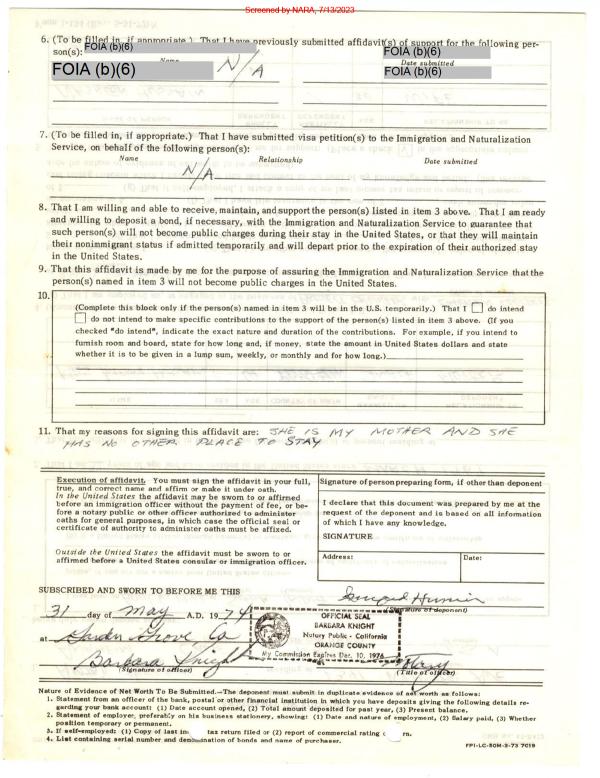 Screened by NARA, 7/13/2023
6. (To be filled in, if appropriate.) That I have previously submitted affidavit(s) of support for the following per-
son(s):
FOIA (b)(6)
FOIA (b)(6)
Name
Date submitted
FOIA (b)(6)
N/A
FOIA (b)(6)
7. (To be filled in, if appropriate.) That I have submitted visa petition(s) to the Immigration and Naturalization
Service, on behalf of the following person(s):
Name Relationship Date submitted
N/A
8. That I am willing and able to receive, maintain, and support the person(s) listed in item 3 above. That I am ready
and willing to deposit a bond, if necessary, with the Immigration and Naturalization Service to guarantee that
such person(s) will not become public charges during their stay in the United States, or that they will maintain
their nonimmigrant status if admitted temporarily and will depart prior to the expiration of their authorized stay
in the United States.
9. That this affidavit is made by me for the purpose of assuring the Immigration and Naturalization Service that the
person(s) named in item 3 will not become public charges in the United States.
10.
(Complete this block only if the person(s) named in item 3 will be in the U.S. temporarily.) That I do intend
do not intend to make specific contributions to the support of the person(s) listed in item 3 above. (If you
checked "do intend", indicate the exact nature and duration of the contributions. For example, if you intend to
furnish room and board, state for how long and, if money, state the amount in United States dollars and state
whether it is to be given in a lump sum, weekly, or monthly and for how long.)
11. That my reasons for signing this affidavit are: SHE IS MY MOTHER AND SHE
HAS NO OTHER PLACE TO STAY
Execution of affidavit. You must sign the affidavit in your full,
true, and correct name and affirm or make it under oath.
In the United States the affidavit may be sworn to or affirmed
before an immigration officer without the payment of fee, or be-
fore a notary public or other officer authorized to administer
oaths for general purposes, in which case the official seal or
certificate of authority to administer oaths must be affixed.
Outside the United States the affidavit must be sworn to or
affirmed before a United States consular or immigration officer.
Signature of person preparing form, if other than deponent
I declare that this document was prepared by me at the
request of the deponent and is based on all information
of which I have any knowledge.
SIGNATURE
Address: Date:
SUBSCRIBED AND SWORN TO BEFORE ME THIS
(Signature of deponent)
31 day of May A.D. 1974
at Garden Grove Ca
OFFICIAL SEAL
BARBARA KNIGHT
Notary Public - California
ORANGE COUNTY
My Commission Expires Dec. 10, 1976
Barbara Knight
(Signature of officer)
(Title of officer)
Nature of Evidence of Net Worth To Be Submitted.—The deponent must submit in duplicate evidence of net worth as follows:
1. Statement from an officer of the bank, postal or other financial institution in which you have deposits giving the following details re-
garding your bank account: (1) Date account opened, (2) Total amount deposited for past year, (3) Present balance.
2. Statement of employer, preferably on his business stationery, showing: (1) Date and nature of employment, (2) Salary paid, (3) Whether
position temporary or permanent.
3. If self-employed: (1) Copy of last tax return filed or (2) report of commercial rating
4. List containing serial number and denomination of bonds and name of purchaser.
FPI-LC-50M-3-73 7019